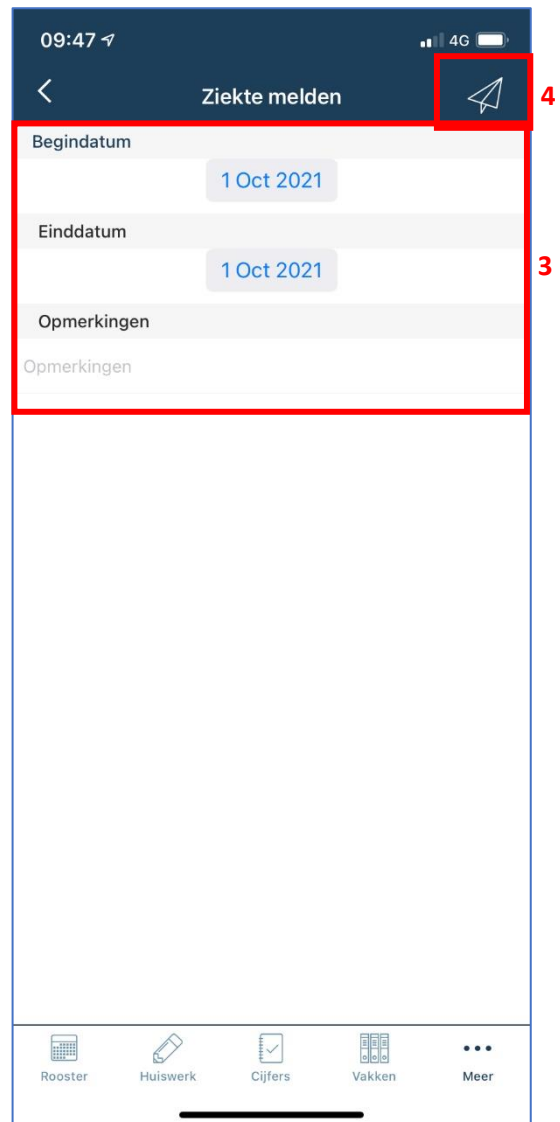 09:47 4G
Ziekte melden
4
Begindatum
1 Oct 2021
Einddatum
1 Oct 2021
3
Opmerkingen
Opmerkingen
Rooster Huiswerk Cijfers Vakken Meer